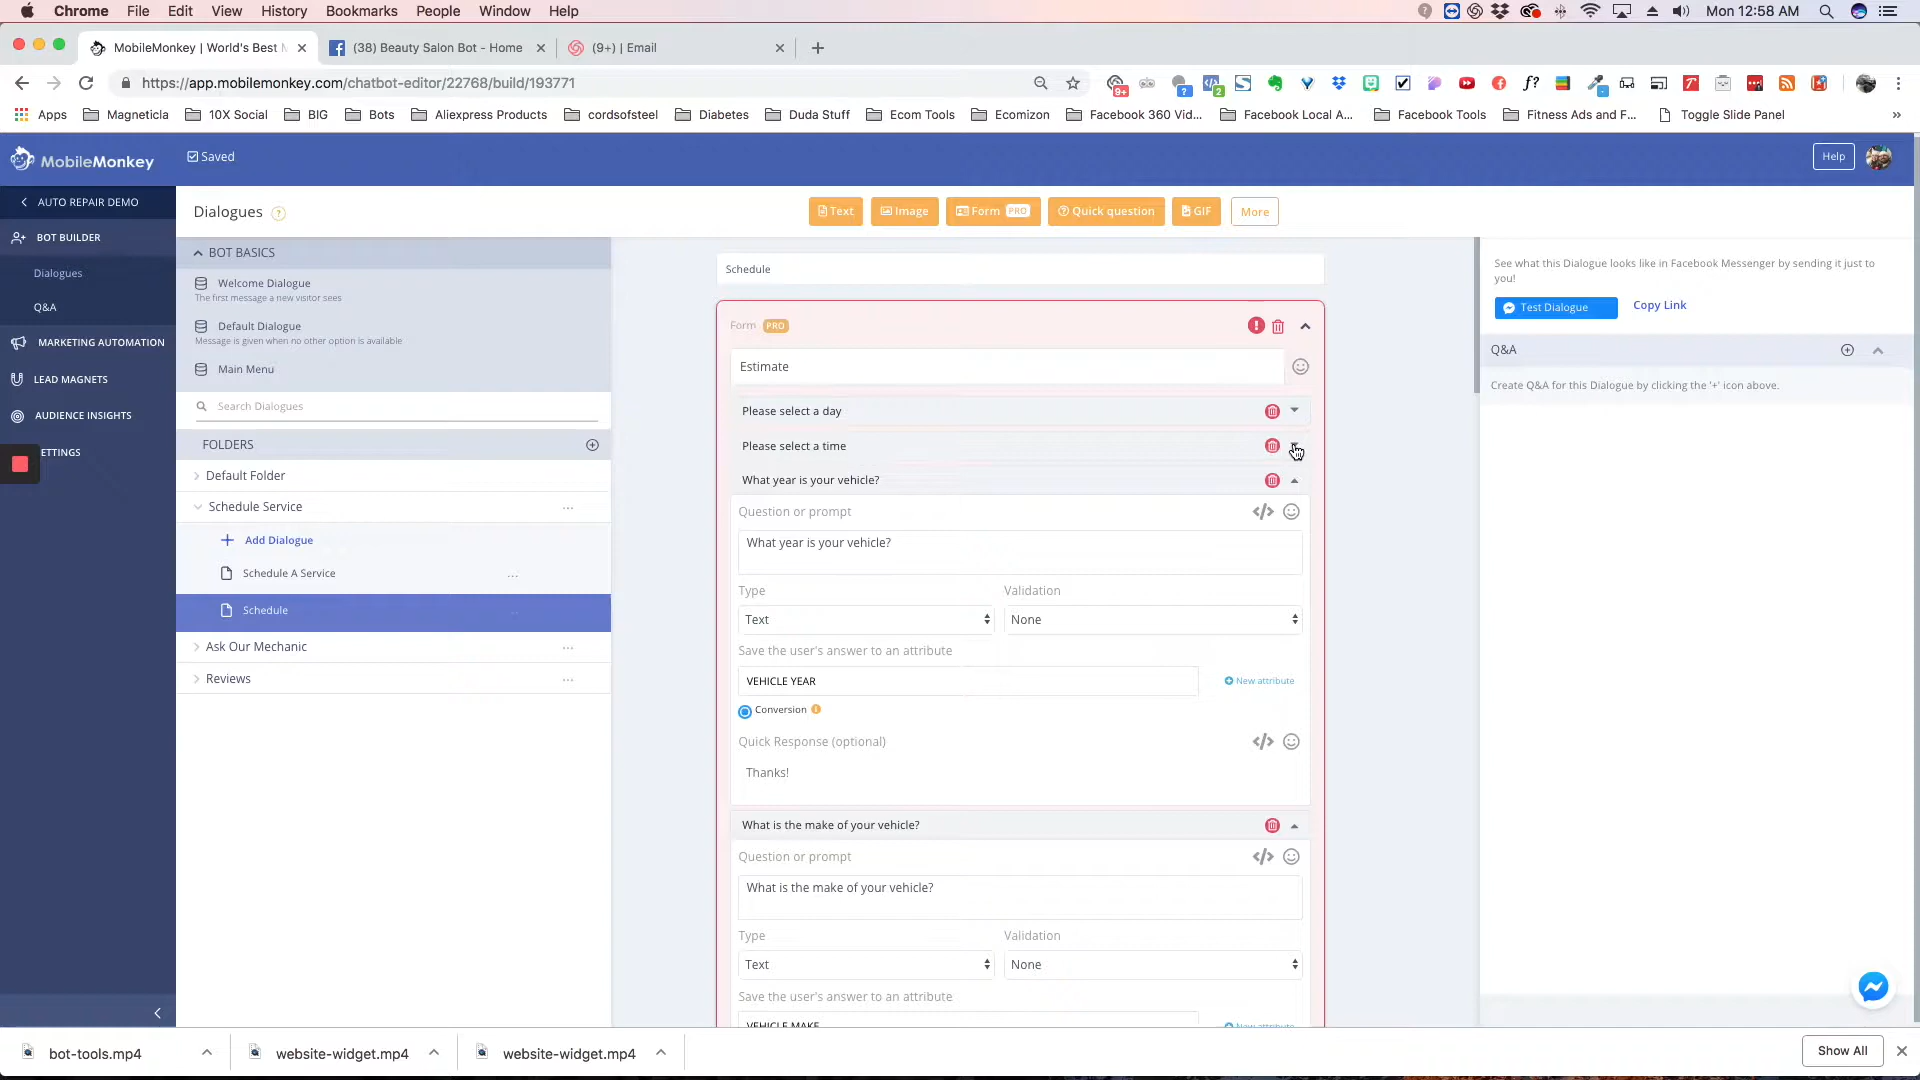 Chrome File Edit View History Bookmarks People Window Help
Mon 12:58 AM
MobileMonkey | World's Best M
(38) Beauty Salon Bot - Home
(9+) | Email
https://app.mobilemonkey.com/chatbot-editor/22768/build/193771
Apps Magneticla 10X Social BIG Bots Aliexpress Products cordsofsteel Diabetes Duda Stuff Ecom Tools Ecomizon Facebook 360 Vid... Facebook Local A... Facebook Tools Fitness Ads and F... Toggle Slide Panel
MobileMonkey
Saved
Help
AUTO REPAIR DEMO
BOT BUILDER
Dialogues
Q&A
MARKETING AUTOMATION
LEAD MAGNETS
AUDIENCE INSIGHTS
ETTINGS
Dialogues
Text
Image
Form PRO
Quick question
GIF
More
BOT BASICS
Welcome Dialogue
The first message a new visitor sees
Default Dialogue
Message is given when no other option is available
Main Menu
Search Dialogues
FOLDERS
Default Folder
Schedule Service
Add Dialogue
Schedule A Service
Schedule
Ask Our Mechanic
Reviews
Schedule
Form PRO
Estimate
Please select a day
Please select a time
What year is your vehicle?
Question or prompt
What year is your vehicle?
Type
Validation
Text
None
Save the user's answer to an attribute
VEHICLE YEAR
New attribute
Conversion
Quick Response (optional)
Thanks!
What is the make of your vehicle?
Question or prompt
What is the make of your vehicle?
Type
Validation
Text
None
Save the user's answer to an attribute
VEHICLE MAKE
New attribute
See what this Dialogue looks like in Facebook Messenger by sending it just to
you!
Test Dialogue
Copy Link
Q&A
Create Q&A for this Dialogue by clicking the '+' icon above.
bot-tools.mp4
website-widget.mp4
website-widget.mp4
Show All